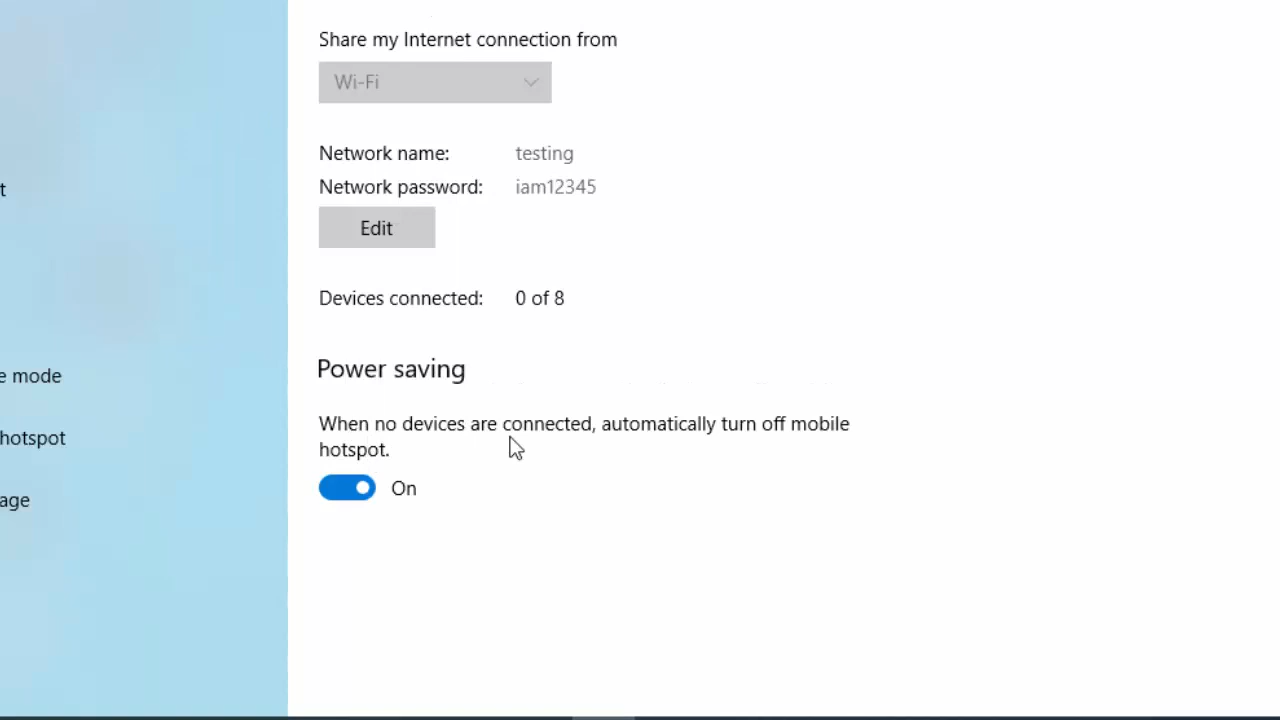 Share my Internet connection from
Wi-Fi
Network name: testing
t
Network password: iam12345
Edit
Devices connected: 0 of 8
Power saving
e mode
When no devices are connected, automatically turn off mobile
hotspot
hotspot.
On
age